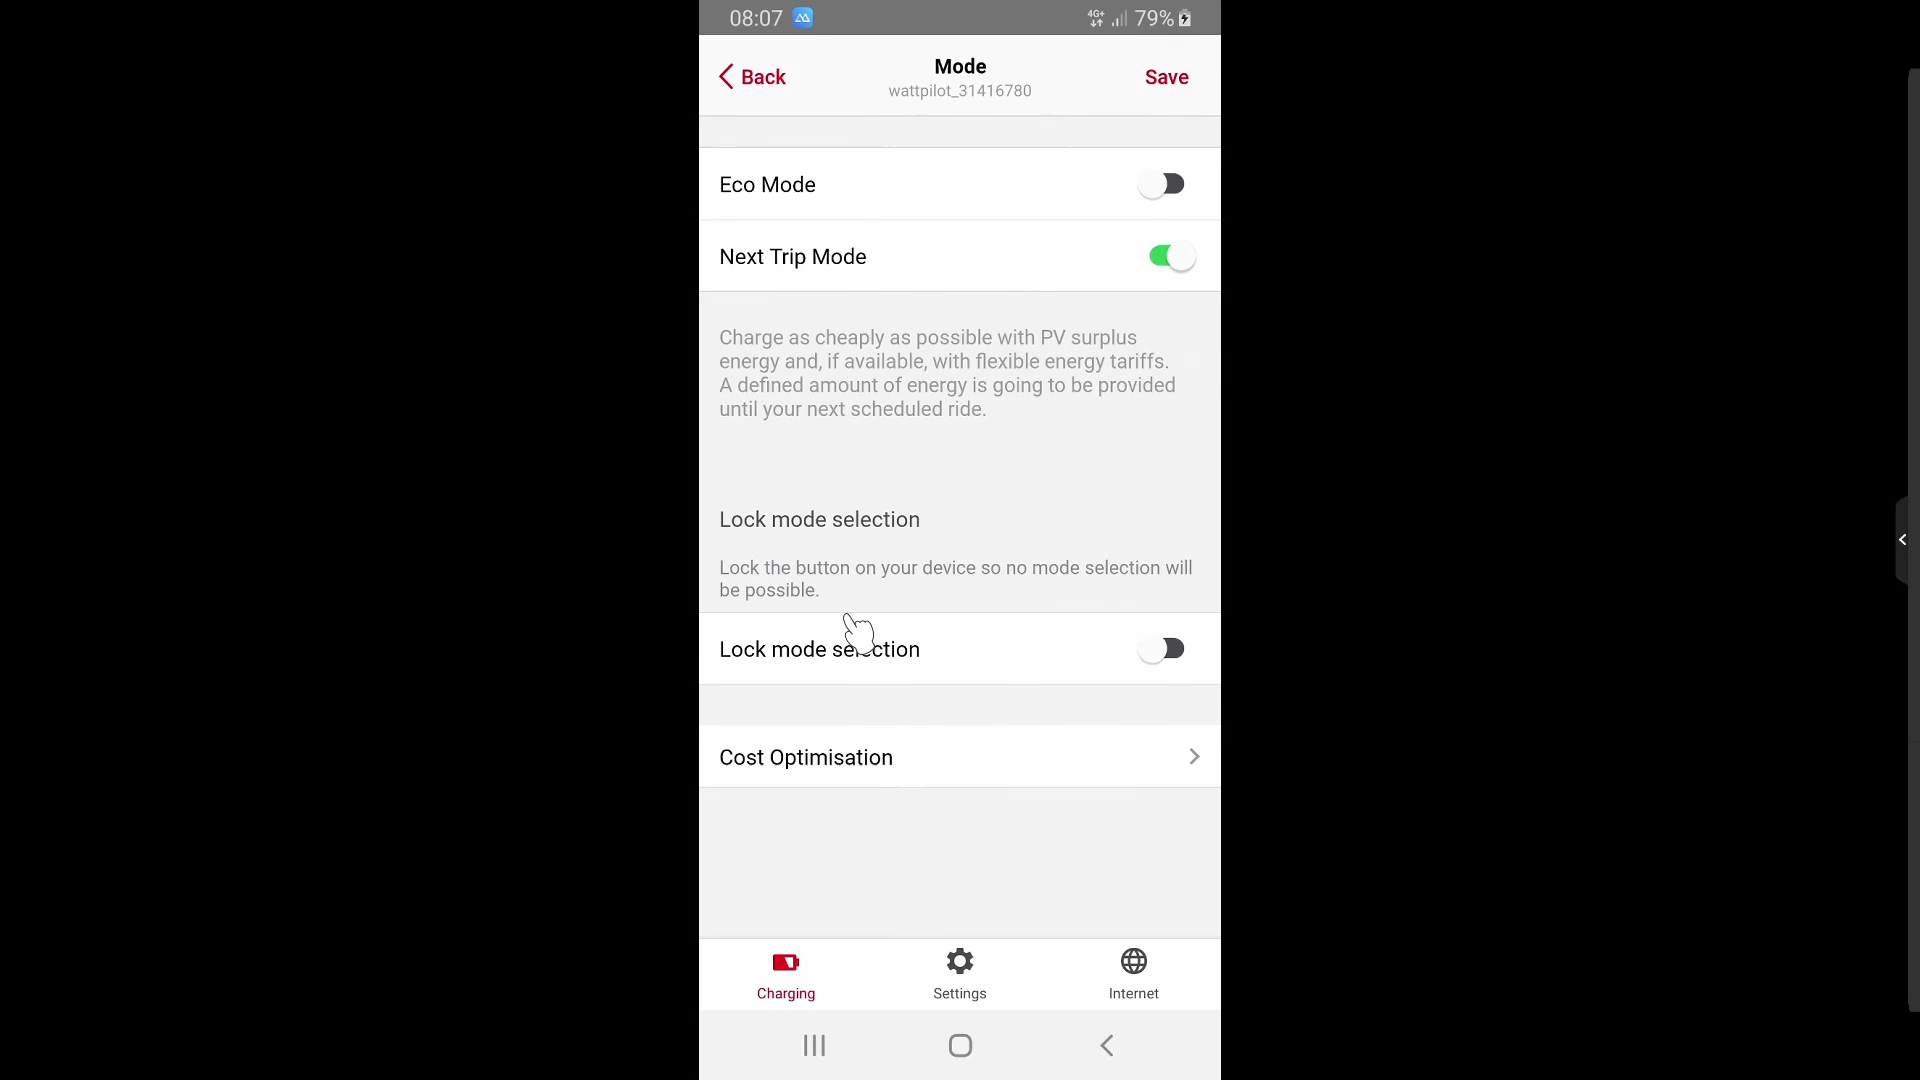 08:07
4G+
79%
Back
Mode
Save
wattpilot_31416780
Eco Mode
Next Trip Mode
Charge as cheaply as possible with PV surplus
energy and, if available, with flexible energy tariffs.
A defined amount of energy is going to be provided
until your next scheduled ride.
Lock mode selection
Lock the button on your device so no mode selection will
be possible.
Lock mode selection
Cost Optimisation
Charging
Settings
Internet